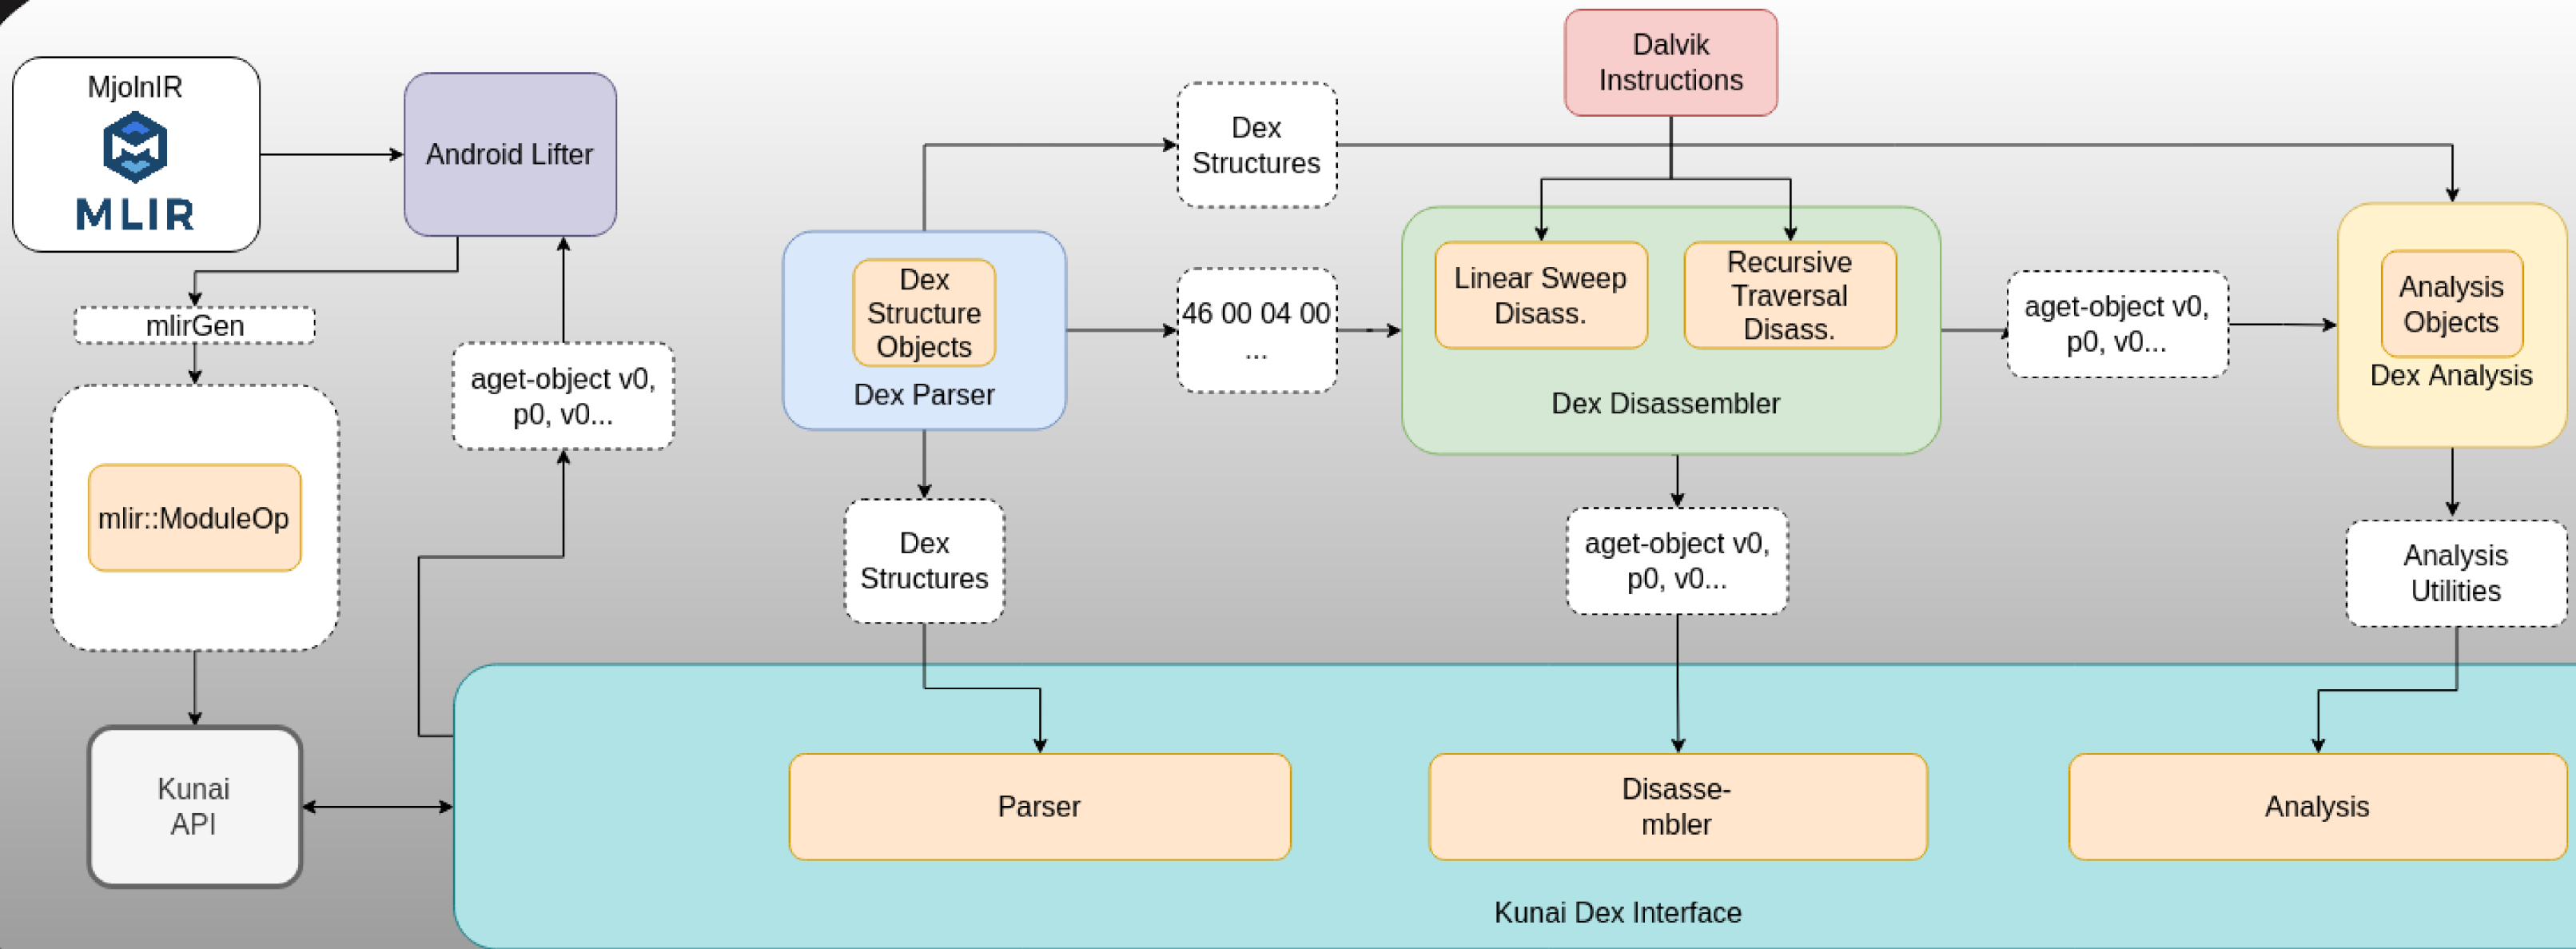 MjolnIR
MLIR
Android Lifter
mlirGen
mlir::ModuleOp
Kunai
API
aget-object v0,
p0, v0...
Dex
Structure
Objects
Dex Parser
Dex
Structures
46 00 04 00
...
Dex
Structures
Dalvik
Instructions
Linear Sweep
Disass.
Recursive
Traversal
Disass.
Dex Disassembler
aget-object v0,
p0, v0...
aget-object v0,
p0, v0...
Analysis
Objects
Dex Analysis
Analysis
Utilities
Parser
Disasse-
mbler
Analysis
Kunai Dex Interface